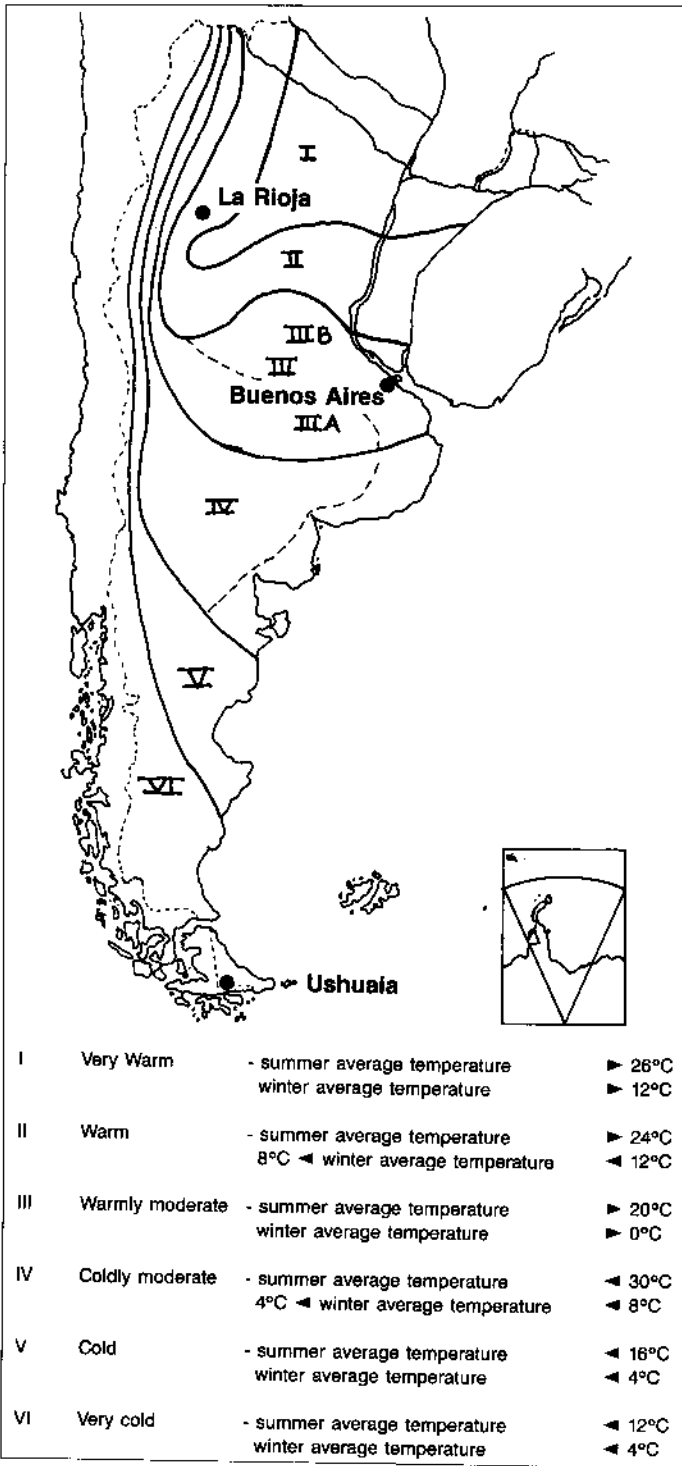 I
La Rioja
II
III B
III
Buenos Aires
III A
IV
V
VI
Ushuaia
I Very Warm - summer average temperature ► 26°C
winter average temperature ► 12°C
II Warm - summer average temperature ► 24°C
8°C ◄ winter average temperature ◄ 12°C
III Warmly moderate - summer average temperature ► 20°C
winter average temperature ► 0°C
IV Coldly moderate - summer average temperature ◄ 30°C
4°C ◄ winter average temperature ◄ 8°C
V Cold - summer average temperature ◄ 16°C
winter average temperature ◄ 4°C
VI Very cold - summer average temperature ◄ 12°C
winter average temperature ◄ 4°C